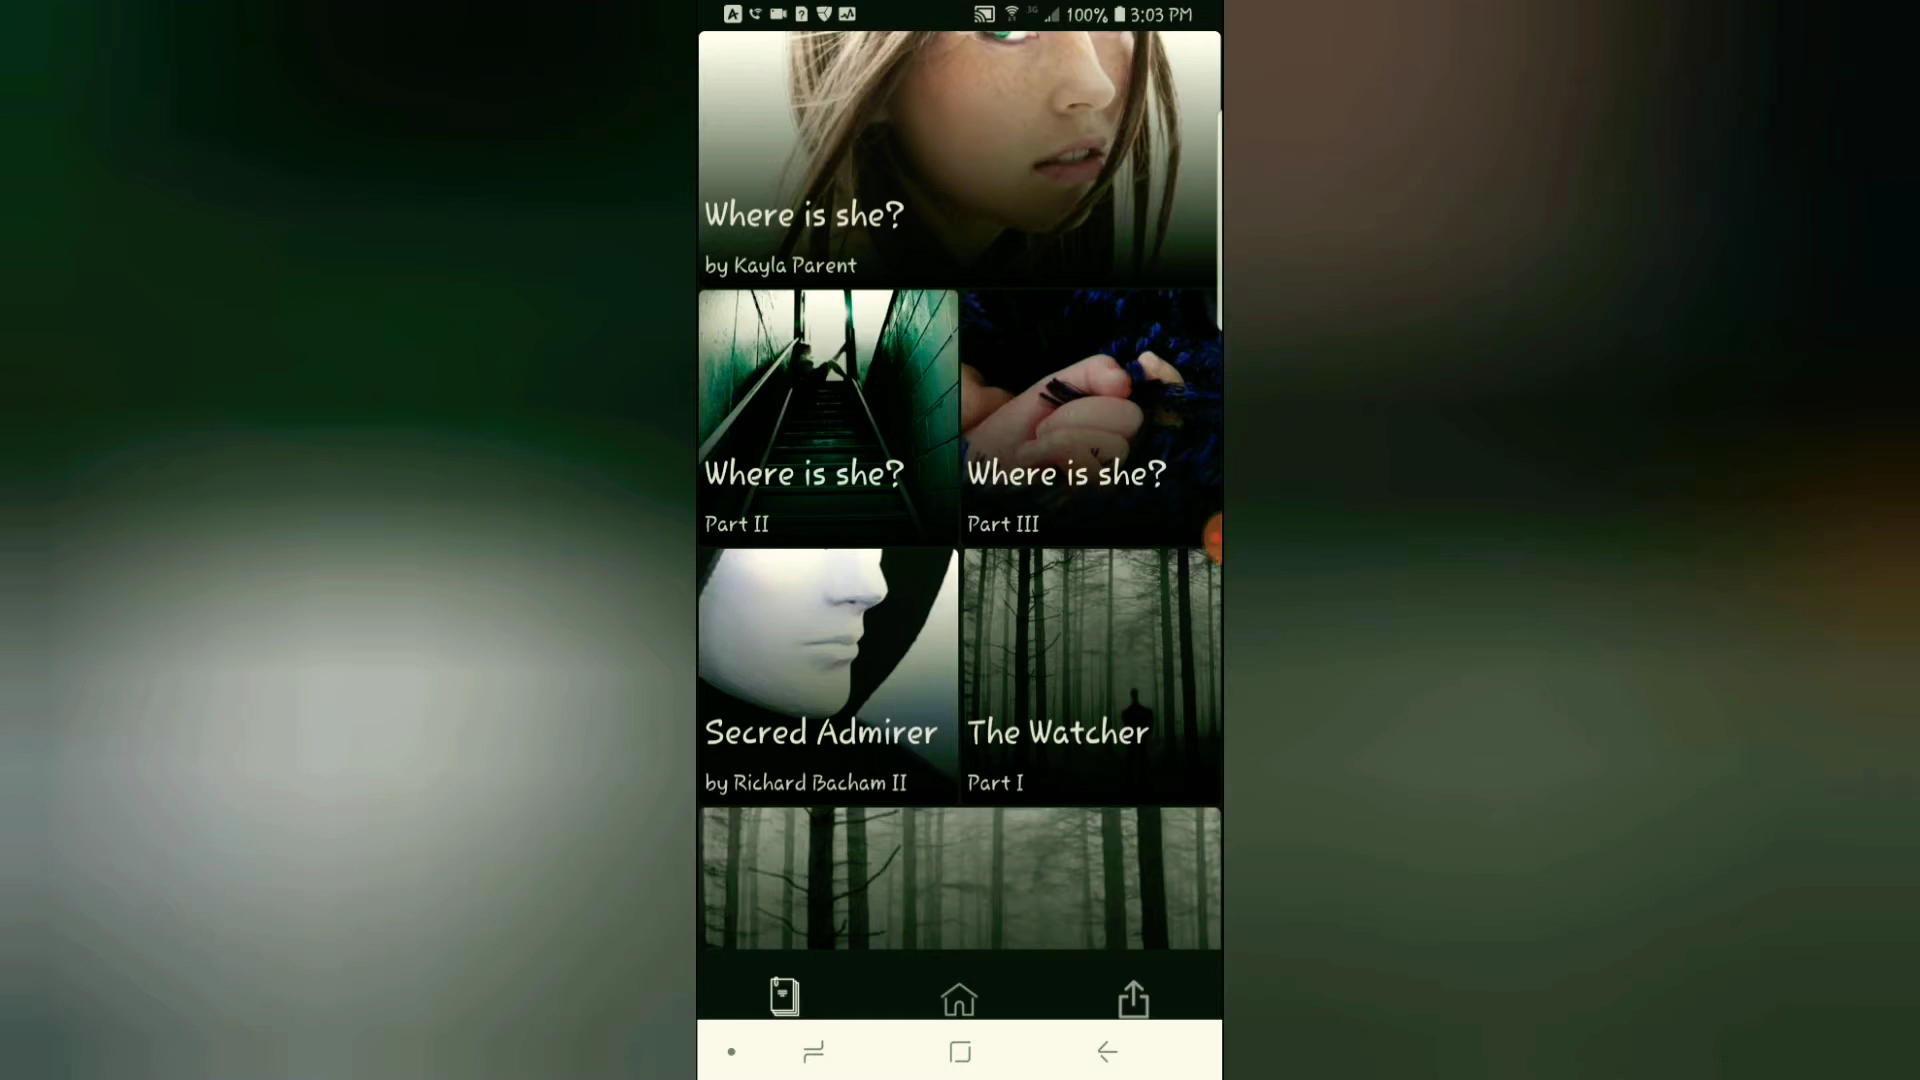 3G 100% 3:03 PM
Where is she?
by Kayla Parent
Where is she?
Part II
Where is she?
Part III
Secred Admirer
by Richard Bacham II
The Watcher
Part I